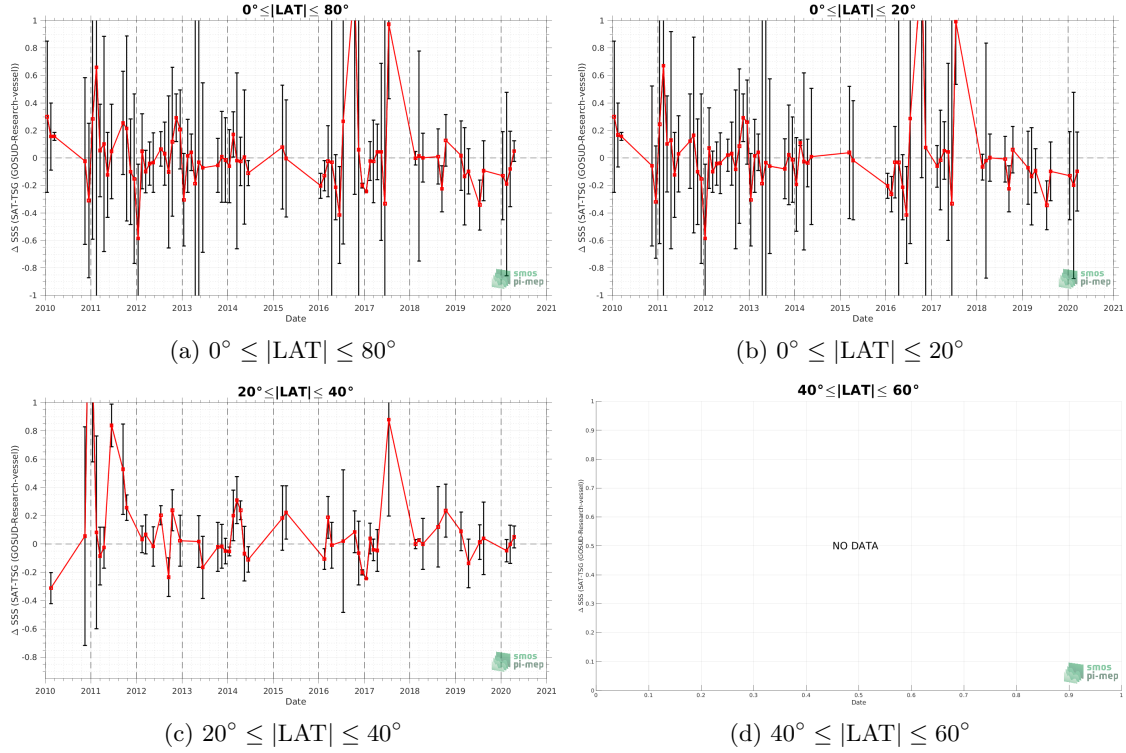 0°≤|LAT|≤ 80°
Δ SSS (SAT-TSG (GOSUD-Research-vessel))
1
0.8
0.6
0.4
0.2
0
-0.2
-0.4
-0.6
-0.8
-1
2010 2011 2012 2013 2014 2015 2016 2017 2018 2019 2020 2021
Date
smos
pi-mep
(a) 0° ≤ |LAT| ≤ 80°
0°≤|LAT|≤ 20°
Δ SSS (SAT-TSG (GOSUD-Research-vessel))
1
0.8
0.6
0.4
0.2
0
-0.2
-0.4
-0.6
-0.8
-1
2010 2011 2012 2013 2014 2015 2016 2017 2018 2019 2020 2021
Date
smos
pi-mep
(b) 0° ≤ |LAT| ≤ 20°
20°≤|LAT|≤ 40°
Δ SSS (SAT-TSG (GOSUD-Research-vessel))
1
0.8
0.6
0.4
0.2
0
-0.2
-0.4
-0.6
-0.8
2010 2011 2012 2013 2014 2015 2016 2017 2018 2019 2020 2021
Date
smos
pi-mep
(c) 20° ≤ |LAT| ≤ 40°
40°≤|LAT|≤ 60°
Δ SSS (SAT-TSG (GOSUD-Research-vessel))
1
0.9
0.8
0.7
0.6
0.5
0.4
0.3
0.2
0.1
0
NO DATA
0 0.1 0.2 0.3 0.4 0.5 0.6 0.7 0.8 0.9 1
Date
smos
pi-mep
(d) 40° ≤ |LAT| ≤ 60°